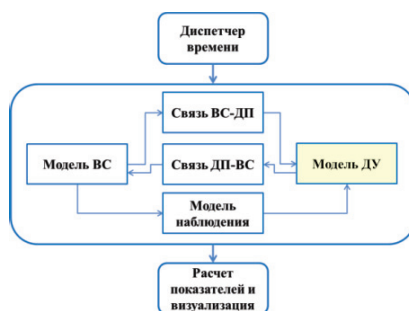 Диспетчер
времени
Связь ВС-ДП
Модель ВС
Связь ДП-ВС
Модель ДУ
Модель
наблюдения
Расчет
показателей и
визуализация